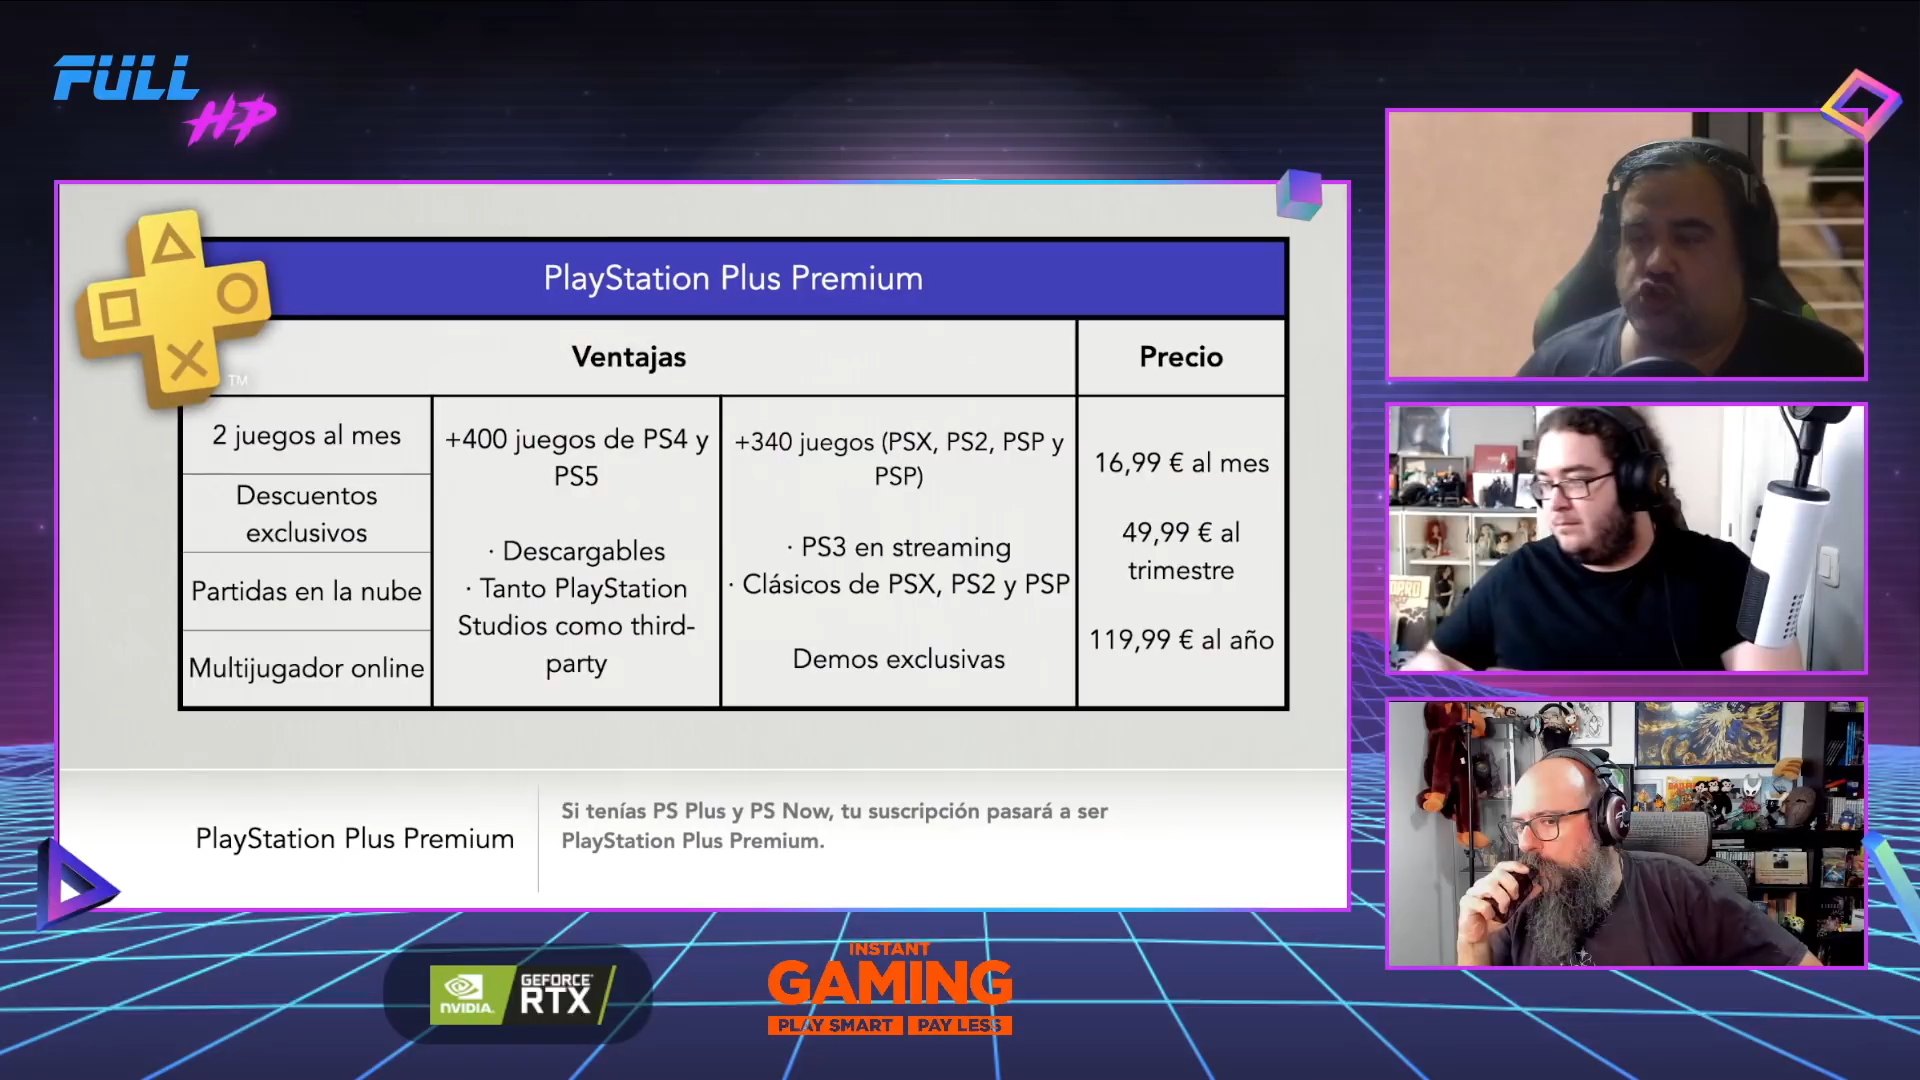 FULL
HP
PlayStation Plus Premium
Ventajas
Precio
2 juegos al mes
Descuentos
exclusivos
Partidas en la nube
Multijugador online
+400 juegos de PS4 y
PS5
· Descargables
· Tanto PlayStation
Studios como third-
party
+340 juegos (PSX, PS2, PSP y
PSP)
· PS3 en streaming
· Clásicos de PSX, PS2 y PSP
Demos exclusivas
16,99 € al mes
49,99 € al
trimestre
119,99 € al año
TM
PlayStation Plus Premium
Si tenías PS Plus y PS Now, tu suscripción pasará a ser
PlayStation Plus Premium.
NVIDIA.
GEFORCE
RTX
INSTANT
GAMING
PLAY SMART PAY LESS